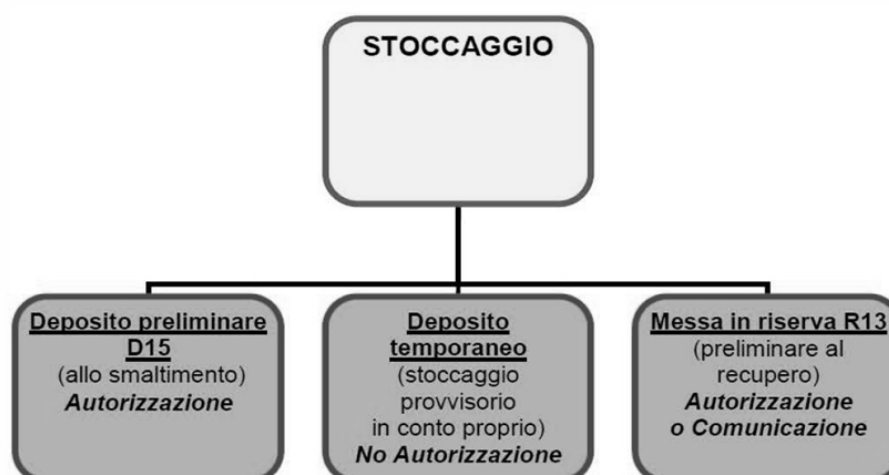 STOCCAGGIO
Deposito preliminare
D15
(allo smaltimento)
Autorizzazione
Deposito
temporaneo
(stoccaggio
provvisorio
in conto proprio)
No Autorizzazione
Messa in riserva R13
(preliminare al
recupero)
Autorizzazione
o Comunicazione